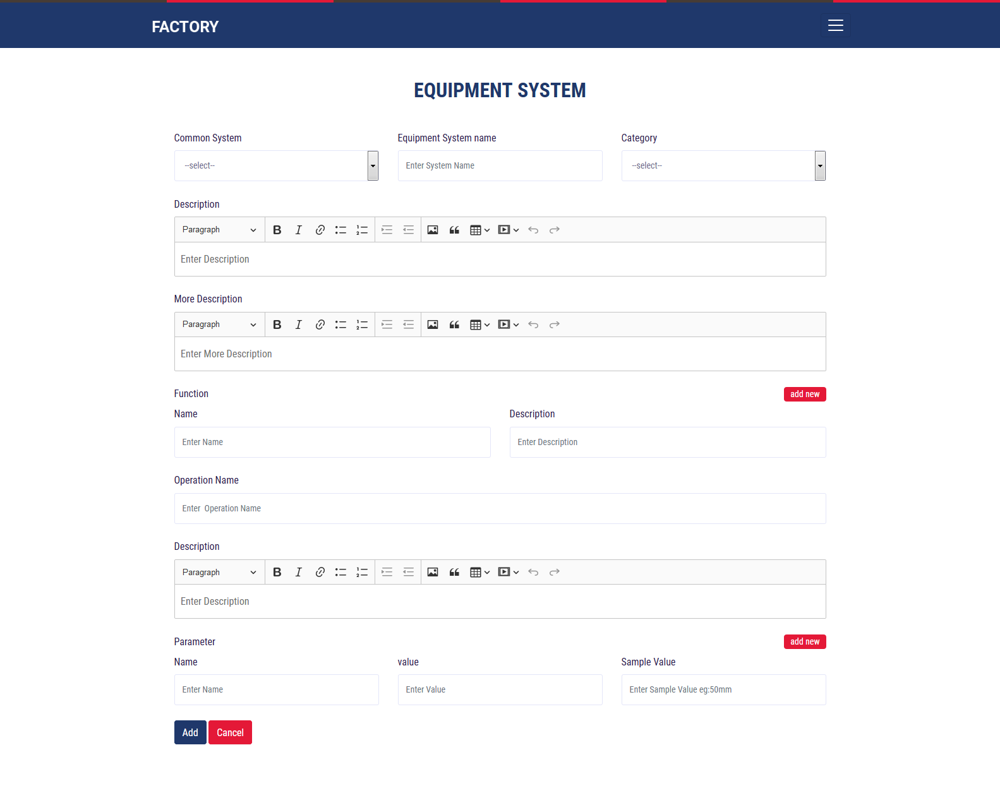 FACTORY
EQUIPMENT SYSTEM
Common System Equipment System name Category
--select-- Enter System Name --select--
Description
Paragraph
Enter Description
More Description
Paragraph
Enter More Description
Function add new
Name Description
Enter Name Enter Description
Operation Name
Enter  Operation Name
Description
Paragraph
Enter Description
Parameter add new
Name value Sample Value
Enter Name Enter Value Enter Sample Value eg:50mm
Add Cancel